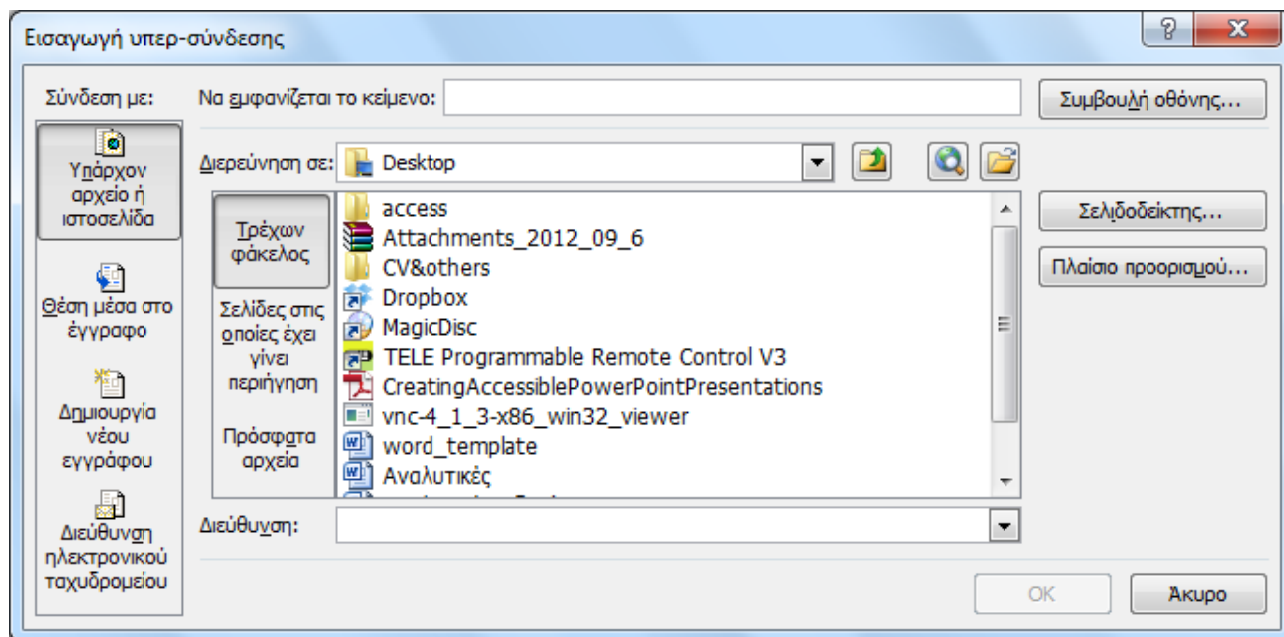 Εισαγωγή υπερ-σύνδεσης
Σύνδεση με:
Να εμφανίζεται το κείμενο:
Συμβουλή οθόνης...
Υπάρχον
αρχείο ή
ιστοσελίδα
Θέση μέσα στο
έγγραφο
Δημιουργία
νέου
εγγράφου
Διεύθυνση
ηλεκτρονικού
ταχυδρομείου
Διερεύνηση σε:
Desktop
Τρέχων
φάκελος
Σελίδες στις
οποίες έχει
γίνει
περιήγηση
Πρόσφατα
αρχεία
access
Attachments_2012_09_6
CV&others
Dropbox
MagicDisc
TELE Programmable Remote Control V3
CreatingAccessiblePowerPointPresentations
vnc-4_1_3-x86_win32_viewer
word_template
Αναλυτικές
Σελιδοδείκτης...
Πλαίσιο προορισμού...
Διεύθυνση:
OK
Άκυρο